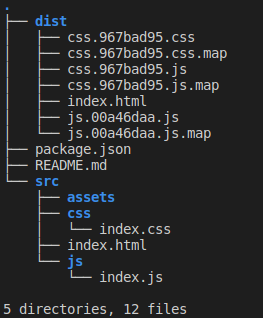 .
├── dist
│   ├── css.967bad95.css
│   ├── css.967bad95.css.map
│   ├── css.967bad95.js
│   ├── css.967bad95.js.map
│   ├── index.html
│   ├── js.00a46daa.js
│   └── js.00a46daa.js.map
├── package.json
├── README.md
└── src
    ├── assets
    ├── css
    │   └── index.css
    ├── index.html
    └── js
        └── index.js
5 directories, 12 files